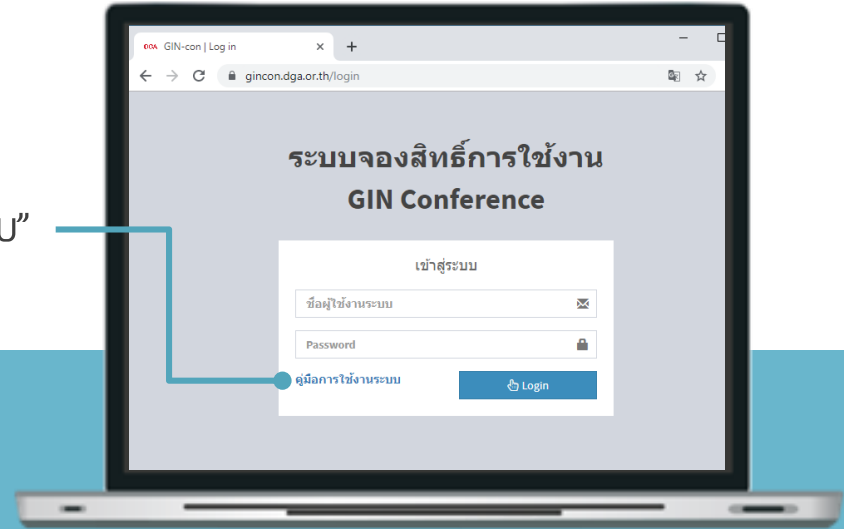 DGA GIN-con | Log in
gincon.dga.or.th/login
ระบบจองสิทธิ์การใช้งาน
GIN Conference
บ”
เข้าสู่ระบบ
ชื่อผู้ใช้งานระบบ
Password
คู่มือการใช้งานระบบ
Login